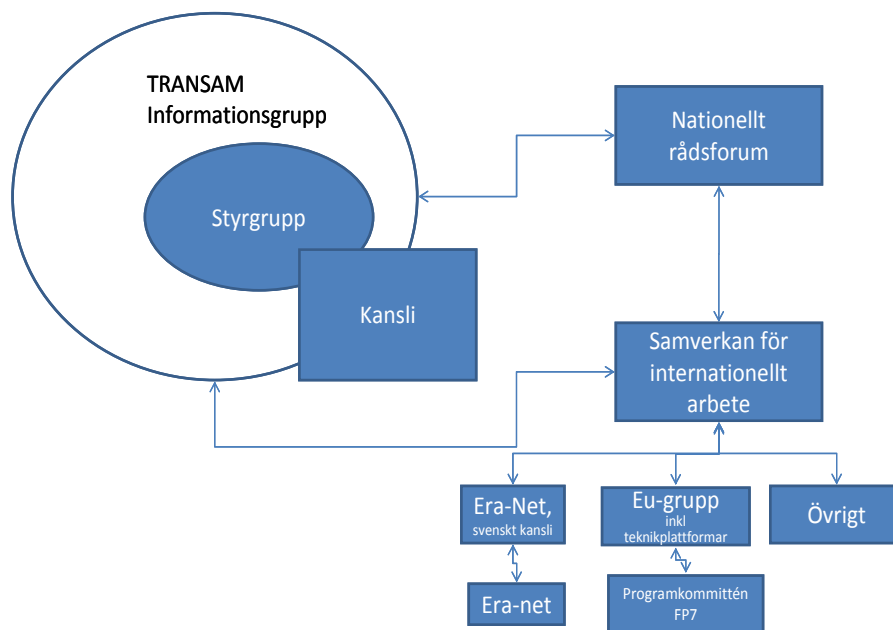 TRANSAM
Informationsgrupp
Styrgrupp
Kansli
Nationellt
rådsforum
Samverkan för
internationellt
arbete
Era-Net,
svenskt kansli
Eu-grupp
inkl
teknikplattformar
Övrigt
Era-net
Programkommittén
FP7